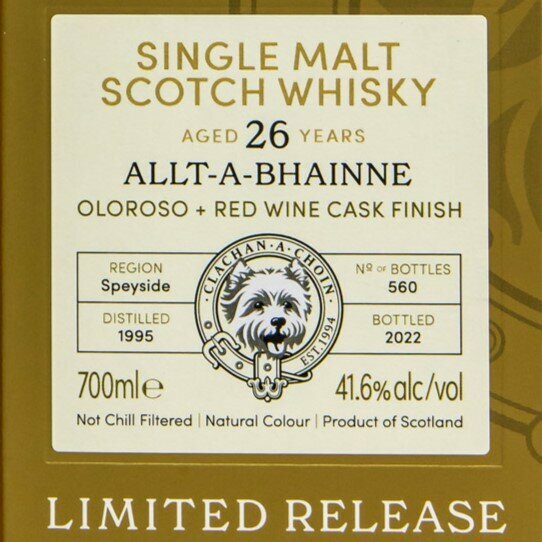 SINGLE MALT
SCOTCH WHISKY
AGED 26 YEARS
ALLT-A-BHAINNE
OLOROSO + RED WINE CASK FINISH
REGION
Speyside
DISTILLED
1995
CLACHAN·A·CHOIN
EST.1994
Nº OF BOTTLES
560
BOTTLED
2022
700ml℮
41.6% alc/vol
Not Chill Filtered | Natural Colour | Product of Scotland
LIMITED RELEASE